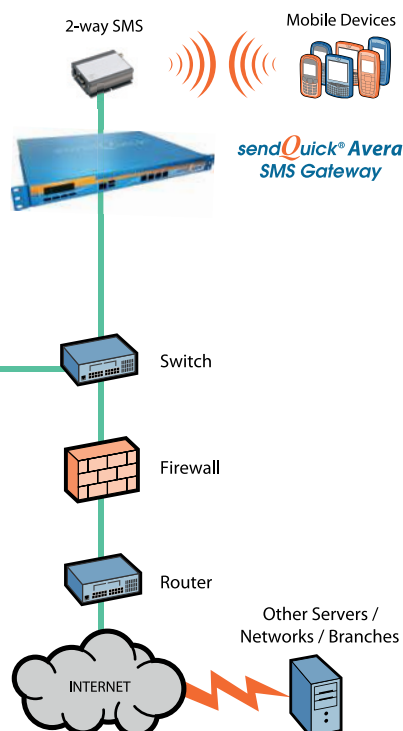 2-way SMS
Mobile Devices
sendQuick® Avera
SMS Gateway
Switch
Firewall
Router
Other Servers /
Networks / Branches
INTERNET